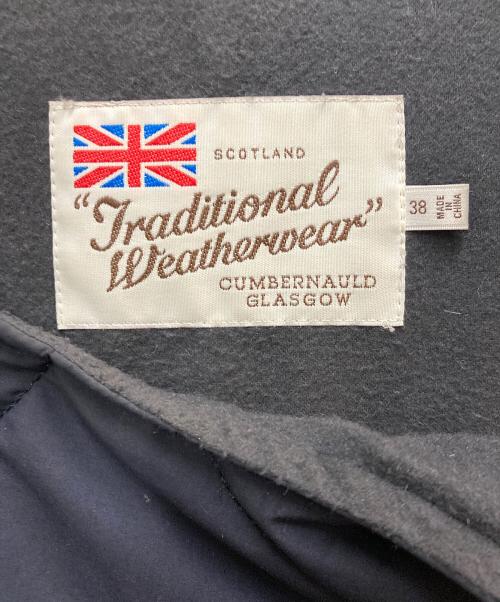 SCOTLAND
"Traditional
Weatherwear"
CUMBERNAULD
GLASGOW
38
MADE
IN
CHINA